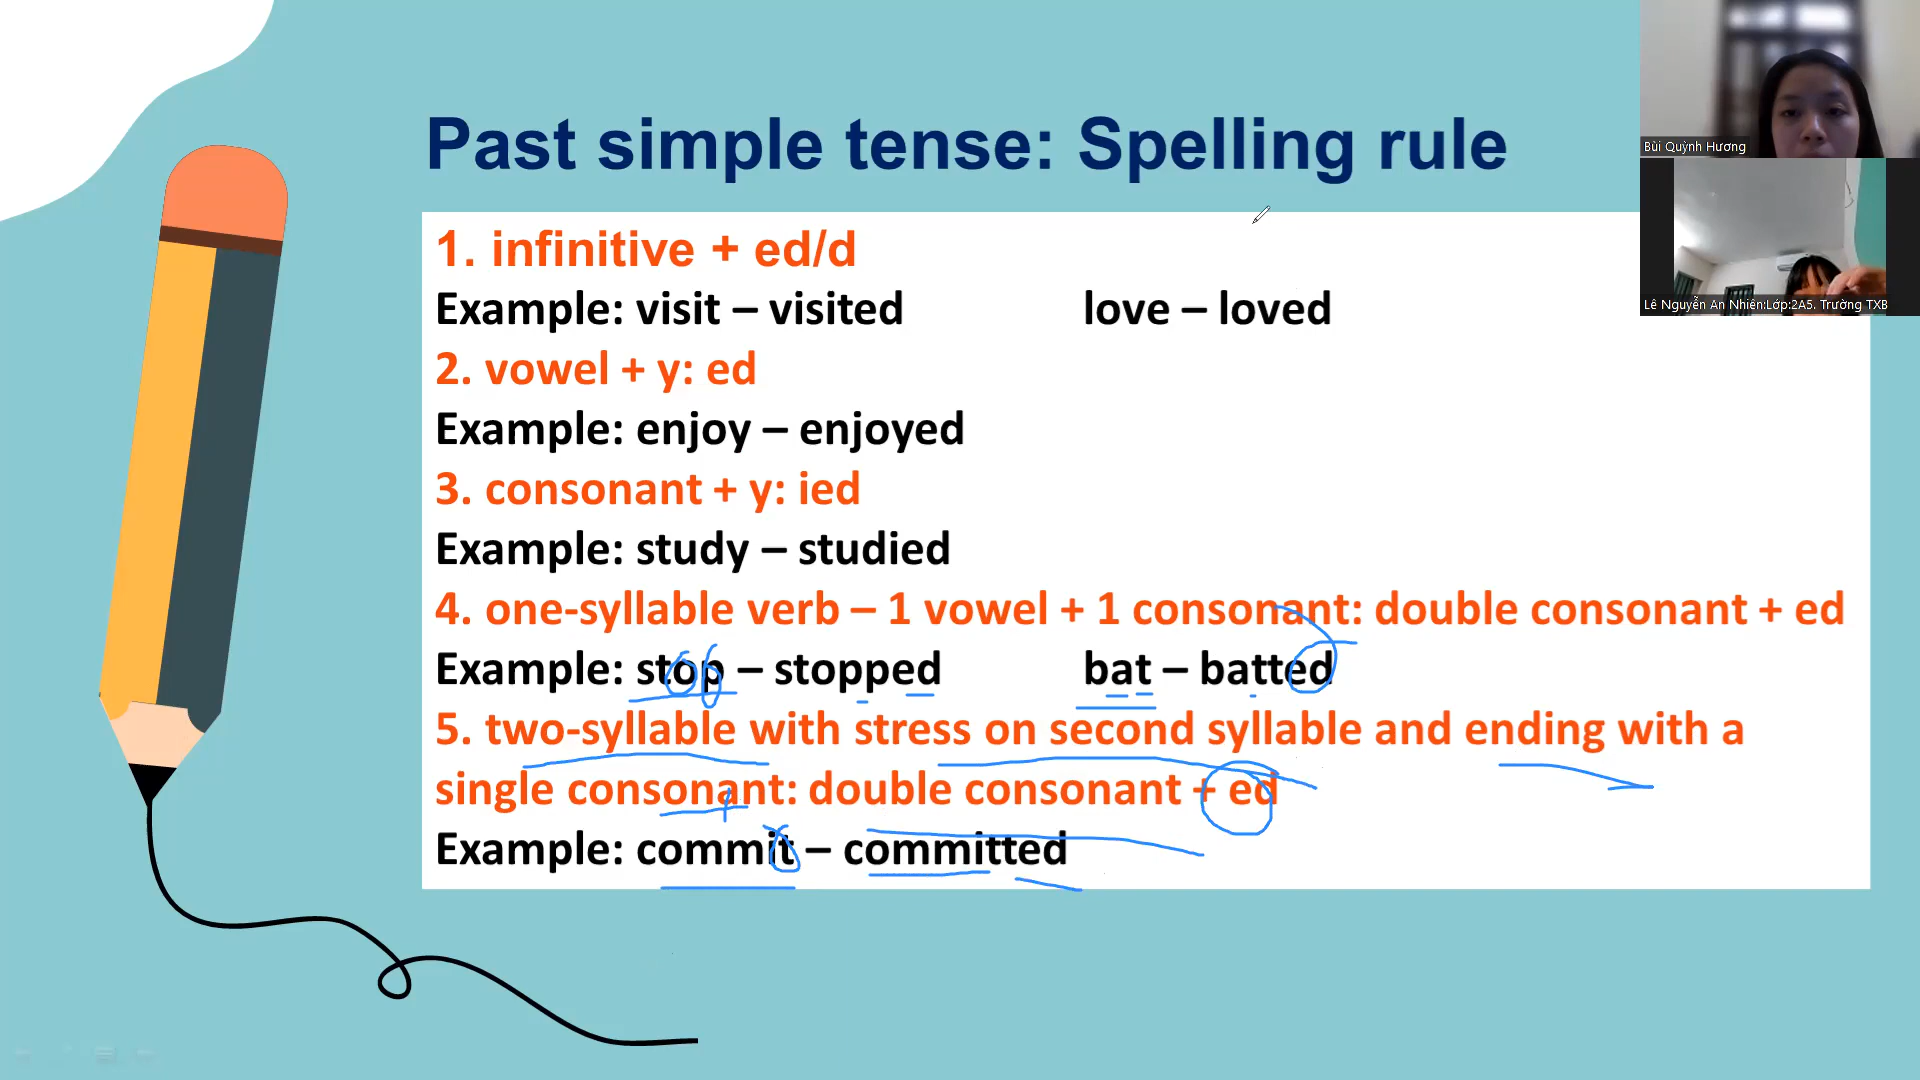 Past simple tense: Spelling rule
1. infinitive + ed/d
Example: visit – visited love – loved
2. vowel + y: ed
Example: enjoy – enjoyed
3. consonant + y: ied
Example: study – studied
4. one-syllable verb – 1 vowel + 1 consonant: double consonant + ed
Example: stop – stopped bat – batted
5. two-syllable with stress on second syllable and ending with a
single consonant: double consonant + ed
Example: commit – committed
Bùi Quỳnh Hương
Lê Nguyễn An Nhiên:Lớp:2A5. Trường TXB